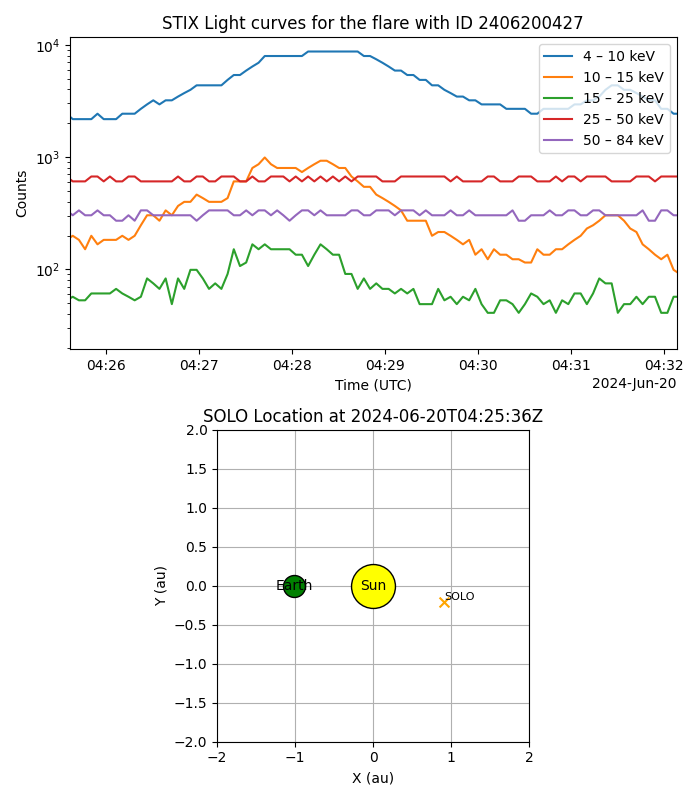 STIX Light curves for the flare with ID 2406200427
10⁴
10³
10²
Counts
4 – 10 keV
10 – 15 keV
15 – 25 keV
25 – 50 keV
50 – 84 keV
04:26 04:27 04:28 04:29 04:30 04:31 04:32
Time (UTC)
2024-Jun-20
SOLO Location at 2024-06-20T04:25:36Z
2.0
1.5
1.0
0.5
0.0
−0.5
−1.0
−1.5
−2.0
Y (au)
Earth
Sun
SOLO
−2 −1 0 1 2
X (au)